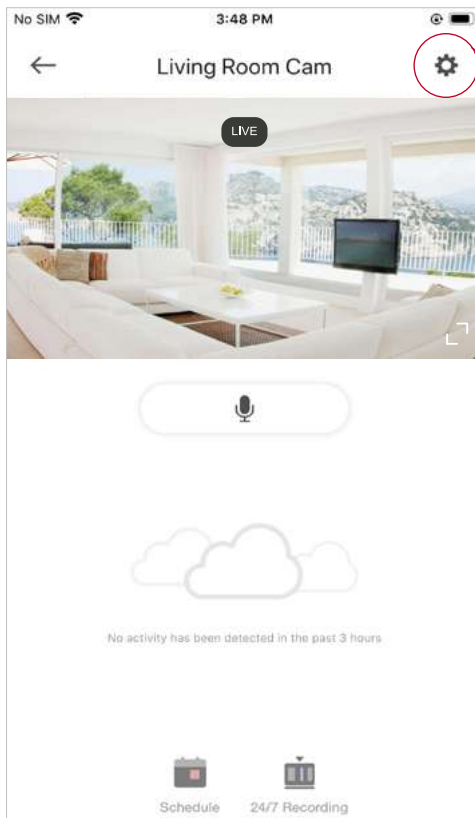 No SIM 3:48 PM
Living Room Cam
LIVE
No activity has been detected in the past 3 hours
Schedule 24/7 Recording